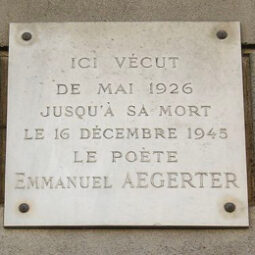 ICI VÉCUT
DE MAI 1926
JUSQU'À SA MORT
LE 16 DÉCEMBRE 1945
LE POÈTE
EMMANUEL AEGERTER